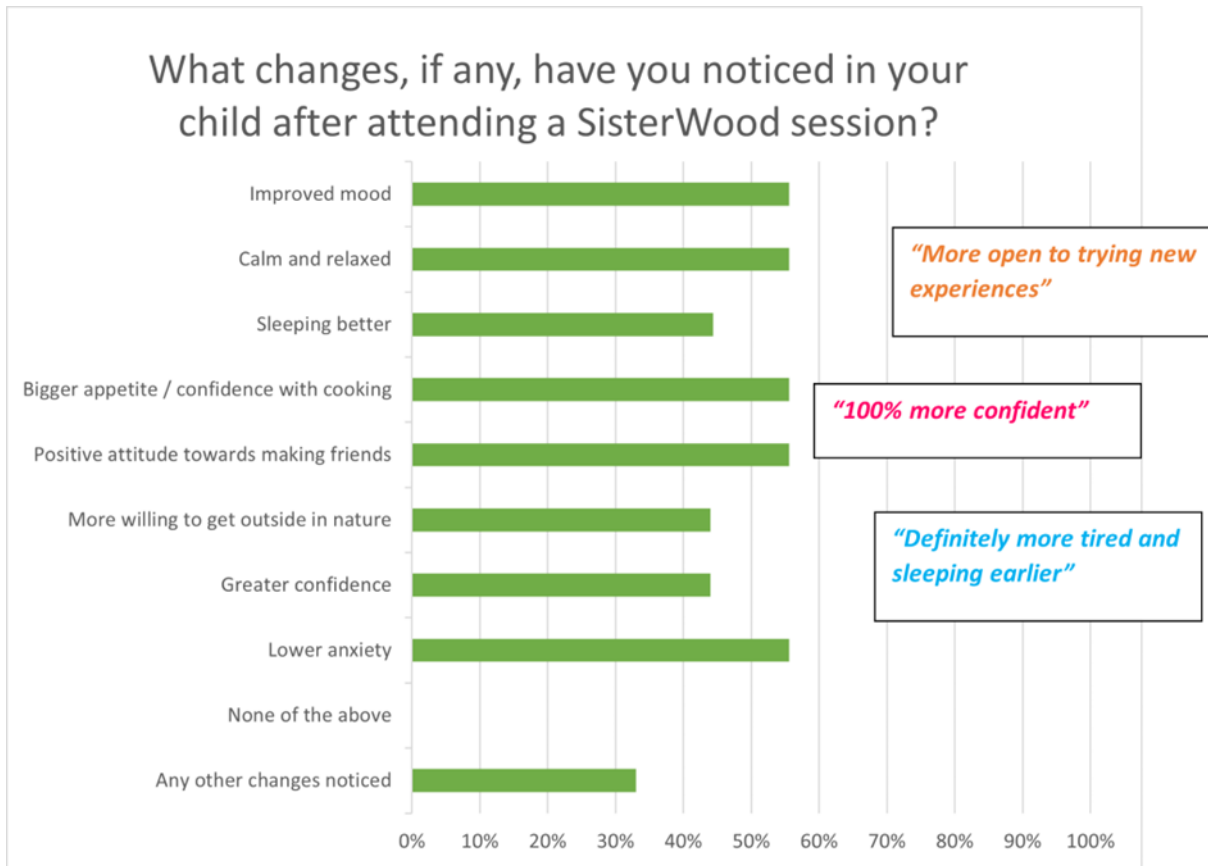 What changes, if any, have you noticed in your
child after attending a SisterWood session?
Improved mood
Calm and relaxed
Sleeping better
Bigger appetite / confidence with cooking
Positive attitude towards making friends
More willing to get outside in nature
Greater confidence
Lower anxiety
None of the above
Any other changes noticed
0% 10% 20% 30% 40% 50% 60% 70% 80% 90% 100%
“More open to trying new
experiences”
“100% more confident”
“Definitely more tired and
sleeping earlier”